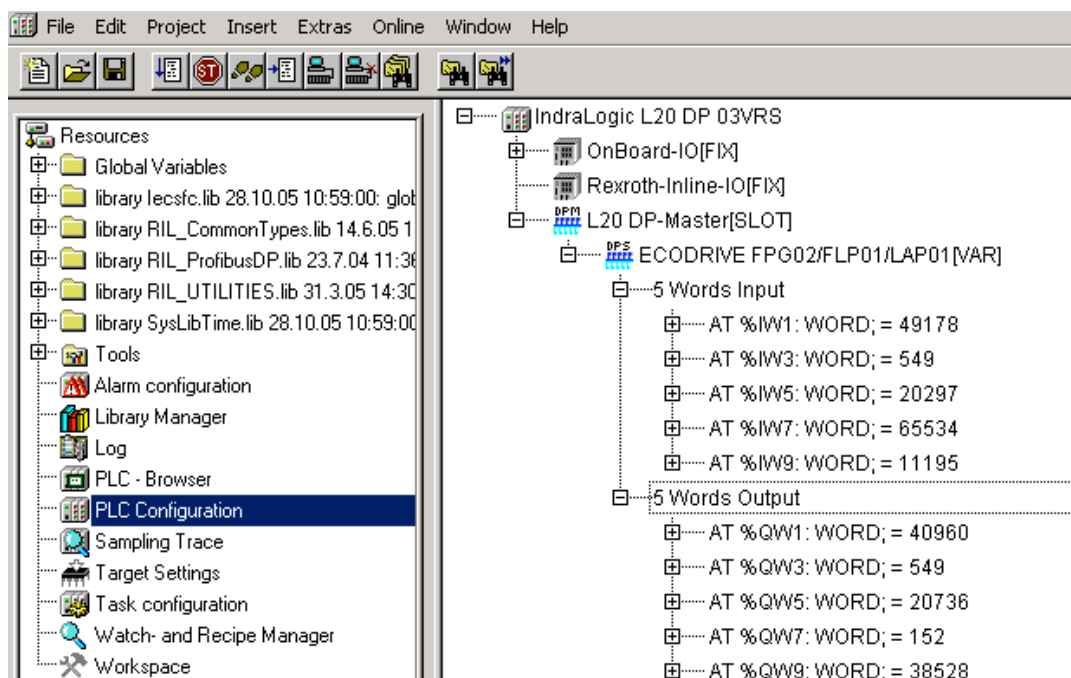 File Edit Project Insert Extras Online Window Help
ST
Resources
Global Variables
library Iecsfc.lib 28.10.05 10:59:00: glob
library RIL_CommonTypes.lib 14.6.05 1
library RIL_ProfibusDP.lib 23.7.04 11:36
library RIL_UTILITIES.lib 31.3.05 14:30
library SysLibTime.lib 28.10.05 10:59:00
Tools
Alarm configuration
Library Manager
Log
PLC - Browser
PLC Configuration
Sampling Trace
Target Settings
Task configuration
Watch- and Recipe Manager
Workspace
IndraLogic L20 DP 03VRS
OnBoard-IO[FIX]
Rexroth-Inline-IO[FIX]
DPM L20 DP-Master[SLOT]
DPS ECODRIVE FPG02/FLP01/LAP01[VAR]
5 Words Input
AT %IW1: WORD; = 49178
AT %IW3: WORD; = 549
AT %IW5: WORD; = 20297
AT %IW7: WORD; = 65534
AT %IW9: WORD; = 11195
5 Words Output
AT %QW1: WORD; = 40960
AT %QW3: WORD; = 549
AT %QW5: WORD; = 20736
AT %QW7: WORD; = 152
AT %QW9: WORD; = 38528